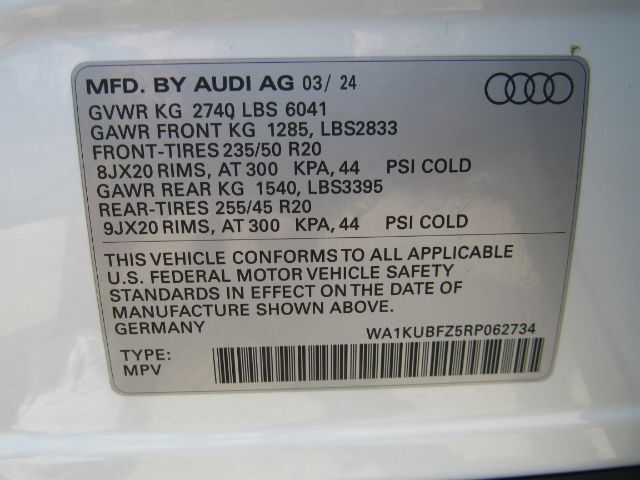 MFD. BY AUDI AG 03/ 24
GVWR KG 2740 LBS 6041
GAWR FRONT KG 1285, LBS2833
FRONT-TIRES 235/50 R20
8JX20 RIMS, AT 300 KPA, 44 PSI COLD
GAWR REAR KG 1540, LBS3395
REAR-TIRES 255/45 R20
9JX20 RIMS, AT 300 KPA, 44 PSI COLD
THIS VEHICLE CONFORMS TO ALL APPLICABLE
U.S. FEDERAL MOTOR VEHICLE SAFETY
STANDARDS IN EFFECT ON THE DATE OF
MANUFACTURE SHOWN ABOVE.
GERMANY WA1KUBFZ5RP062734
TYPE:
MPV